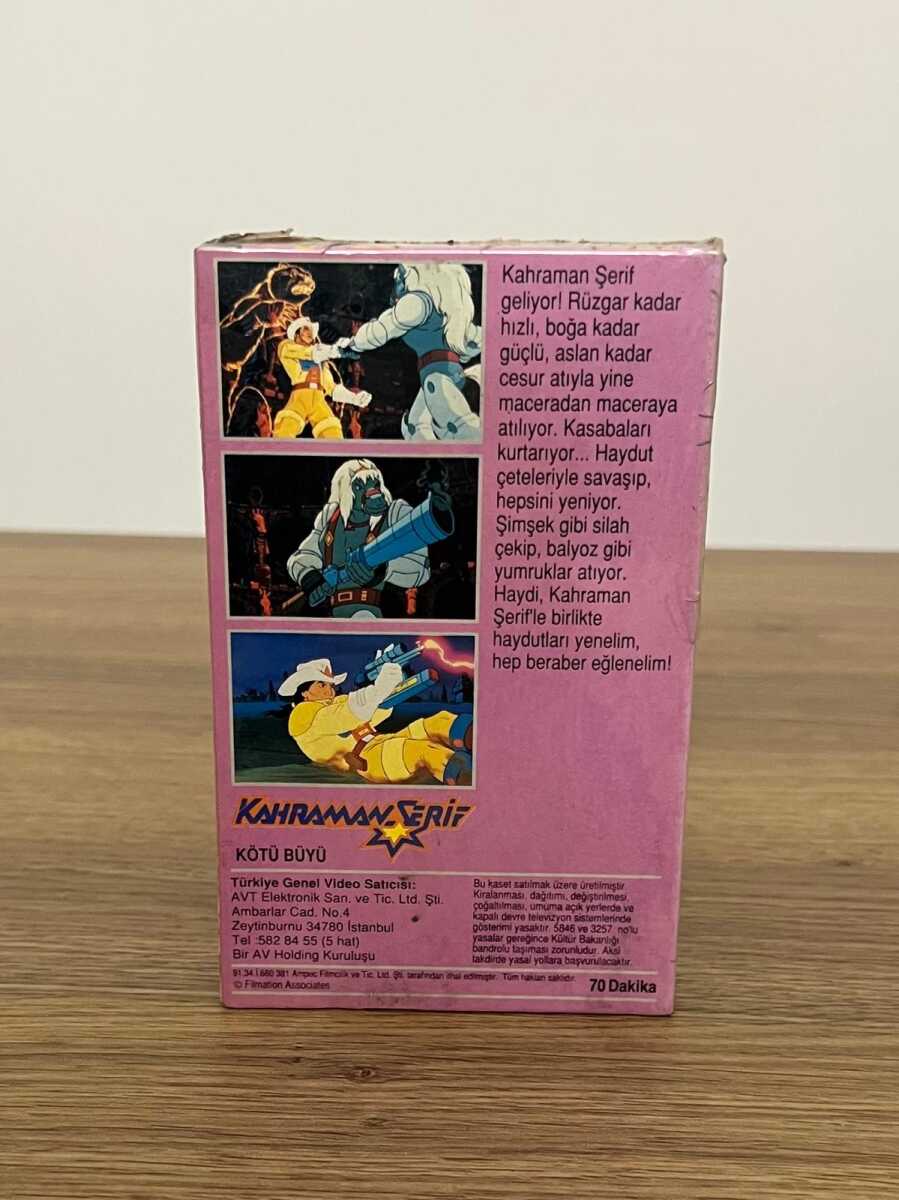 Kahraman Şerif
geliyor! Rüzgar kadar
hızlı, boğa kadar
güçlü, aslan kadar
cesur atıyla yine
maceradan maceraya
atılıyor. Kasabaları
kurtarıyor... Haydut
çeteleriyle savaşıp,
hepsini yeniyor.
Şimşek gibi silah
çekip, balyoz gibi
yumruklar atıyor.
Haydi, Kahraman
Şerif'le birlikte
haydutları yenelim,
hep beraber eğlenelim!
KAHRAMAN ŞERİF
KÖTÜ BÜYÜ
Türkiye Genel Video Satıcısı:
AVT Elektronik San. ve Tic. Ltd. Şti.
Ambarlar Cad. No.4
Zeytinburnu 34780 İstanbul
Tel :582 84 55 (5 hat)
Bir AV Holding Kuruluşu
Bu kaset satılmak üzere üretilmiştir.
Kiralanması, dağıtımı, değiştirilmesi,
çoğaltılması, umuma açık yerlerde ve
kapalı devre televizyon sistemlerinde
gösterimi yasaktır. 5846 ve 3257 no'lu
yasalar gereğince Kültür Bakanlığı
bandrolu taşıması zorunludur. Aksi
takdirde yasal yollara başvurulacaktır.
91.34.İ.660 381 Ampec Filmcilik ve Tic. Ltd. Şti. tarafından ithal edilmiştir. Tüm hakları saklıdır.
© Filmation Associates
70 Dakika